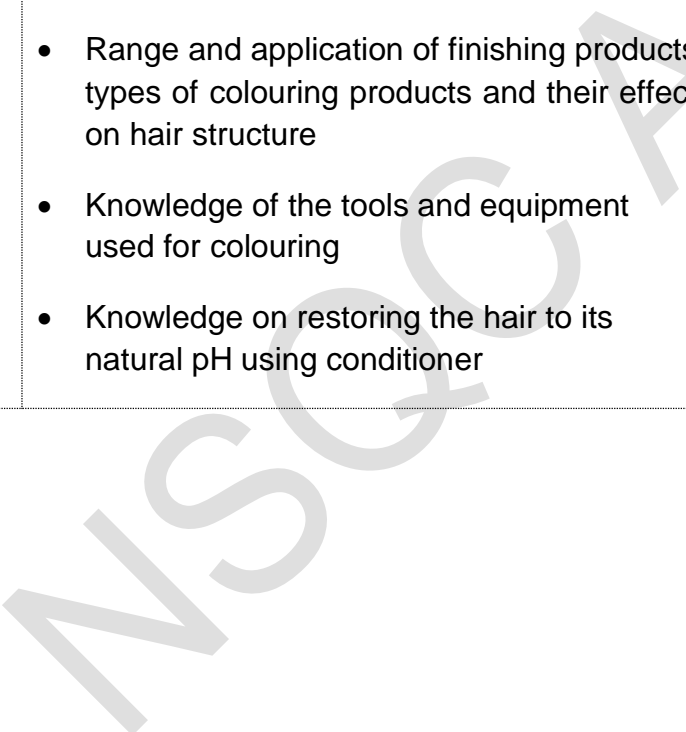 • Range and application of finishing products
types of colouring products and their effec
on hair structure
• Knowledge of the tools and equipment
used for colouring
• Knowledge on restoring the hair to its
natural pH using conditioner
NSQC A